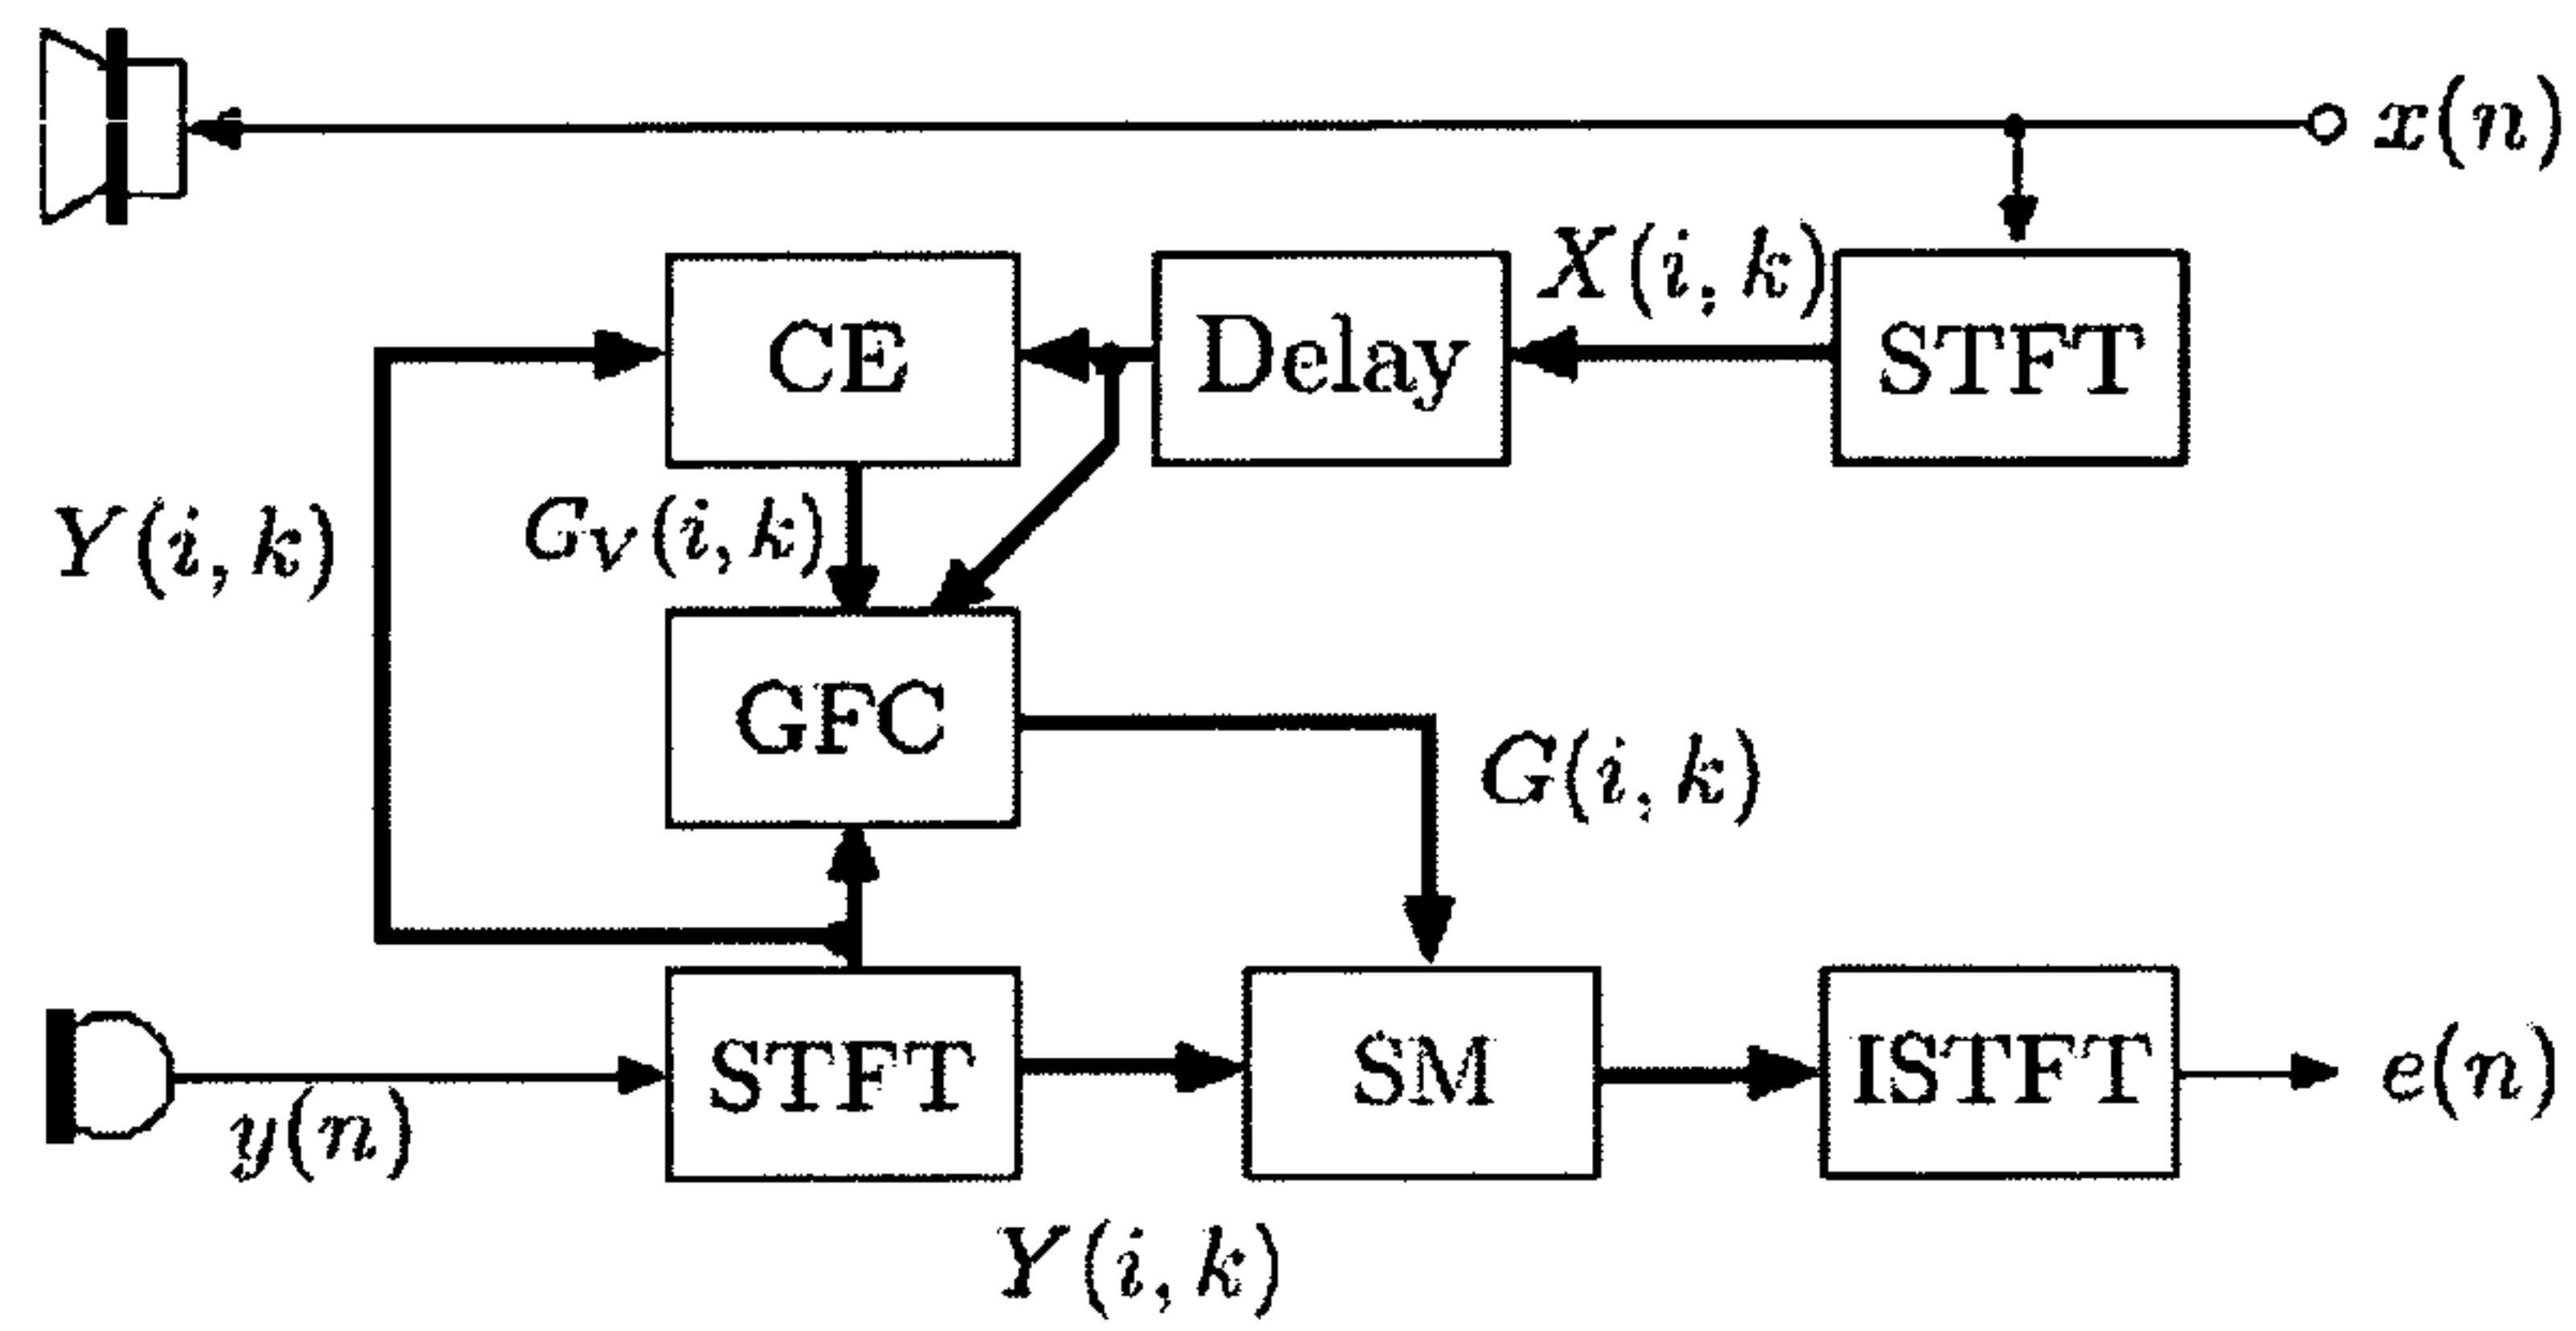 x(n)
X(i, k)
CE
Delay
STFT
Y(i, k)
G_V(i, k)
GFC
G(i, k)
STFT
SM
ISTFT
e(n)
y(n)
Y(i, k)